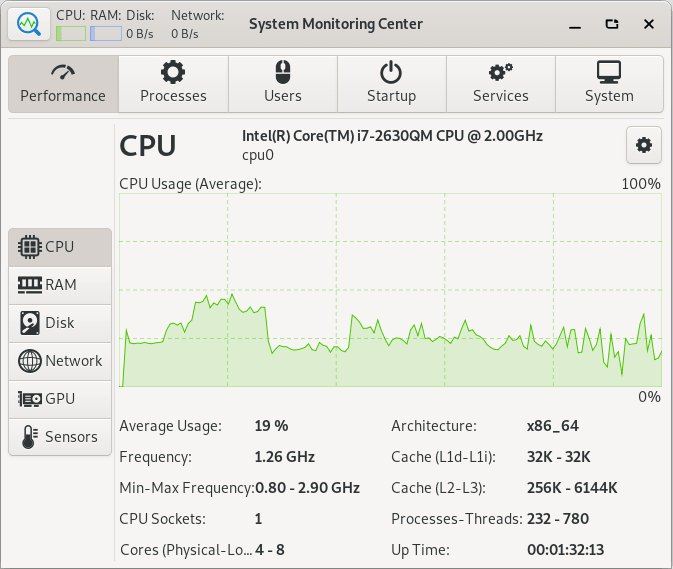 CPU: RAM: Disk: Network:
0 B/s 0 B/s
System Monitoring Center
Performance Processes Users Startup Services System
CPU
Intel(R) Core(TM) i7-2630QM CPU @ 2.00GHz
cpu0
CPU Usage (Average): 100%
CPU
RAM
Disk
Network
GPU
Sensors
0%
Average Usage: 19 % Architecture: x86_64
Frequency: 1.26 GHz Cache (L1d-L1i): 32K - 32K
Min-Max Frequency: 0.80 - 2.90 GHz Cache (L2-L3): 256K - 6144K
CPU Sockets: 1 Processes-Threads: 232 - 780
Cores (Physical-Lo... 4 - 8 Up Time: 00:01:32:13